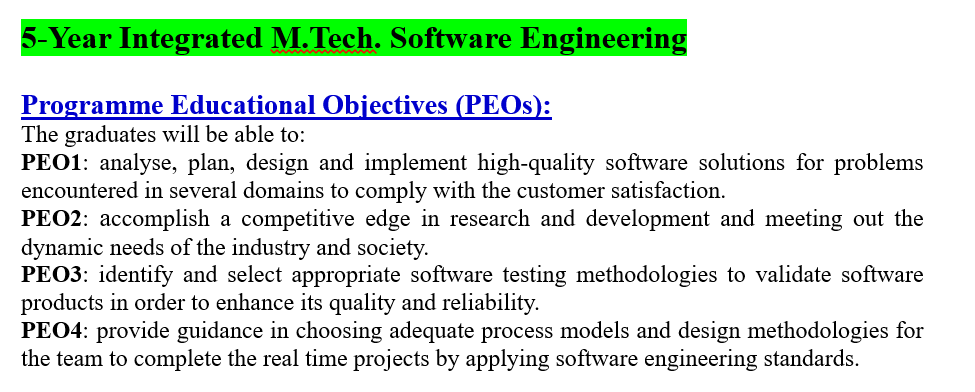 5-Year Integrated M.Tech. Software Engineering
Programme Educational Objectives (PEOs):
The graduates will be able to:
PEO1: analyse, plan, design and implement high-quality software solutions for problems
encountered in several domains to comply with the customer satisfaction.
PEO2: accomplish a competitive edge in research and development and meeting out the
dynamic needs of the industry and society.
PEO3: identify and select appropriate software testing methodologies to validate software
products in order to enhance its quality and reliability.
PEO4: provide guidance in choosing adequate process models and design methodologies for
the team to complete the real time projects by applying software engineering standards.